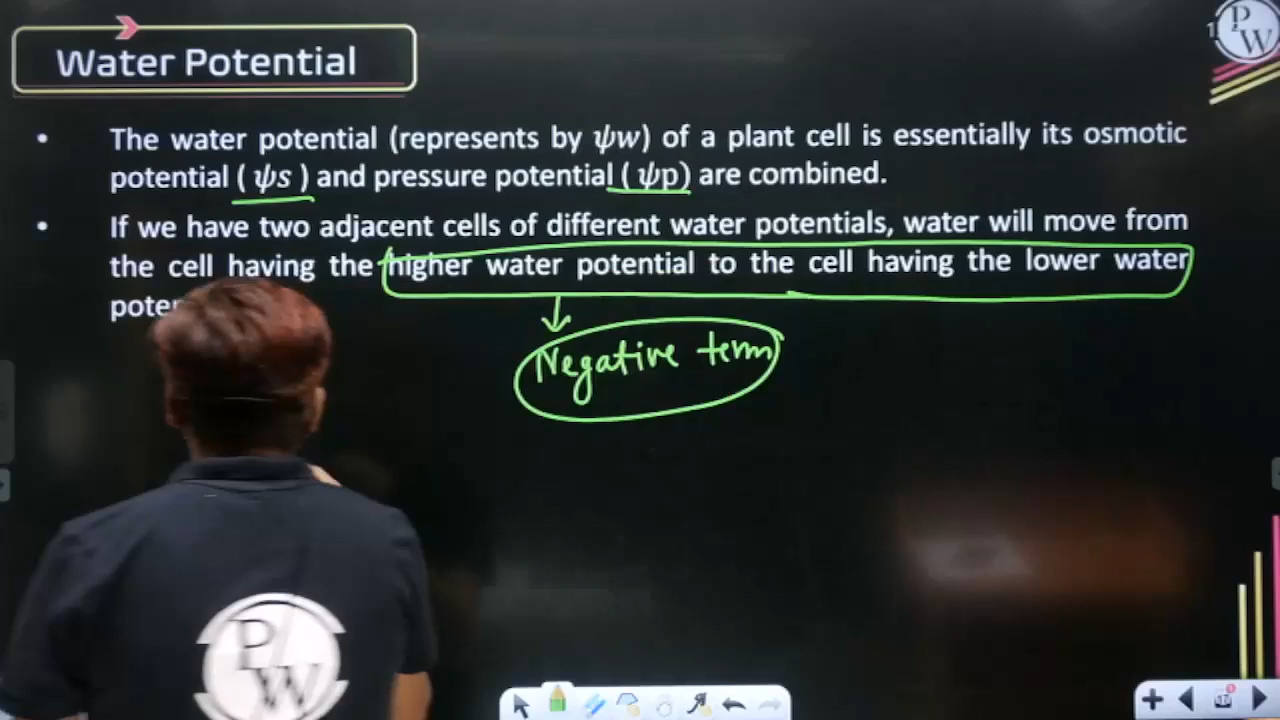 Water Potential
PW
• The water potential (represents by ψw) of a plant cell is essentially its osmotic
potential ( ψs ) and pressure potential ( ψp) are combined.
• If we have two adjacent cells of different water potentials, water will move from
the cell having the higher water potential to the cell having the lower water
Negative term
PW